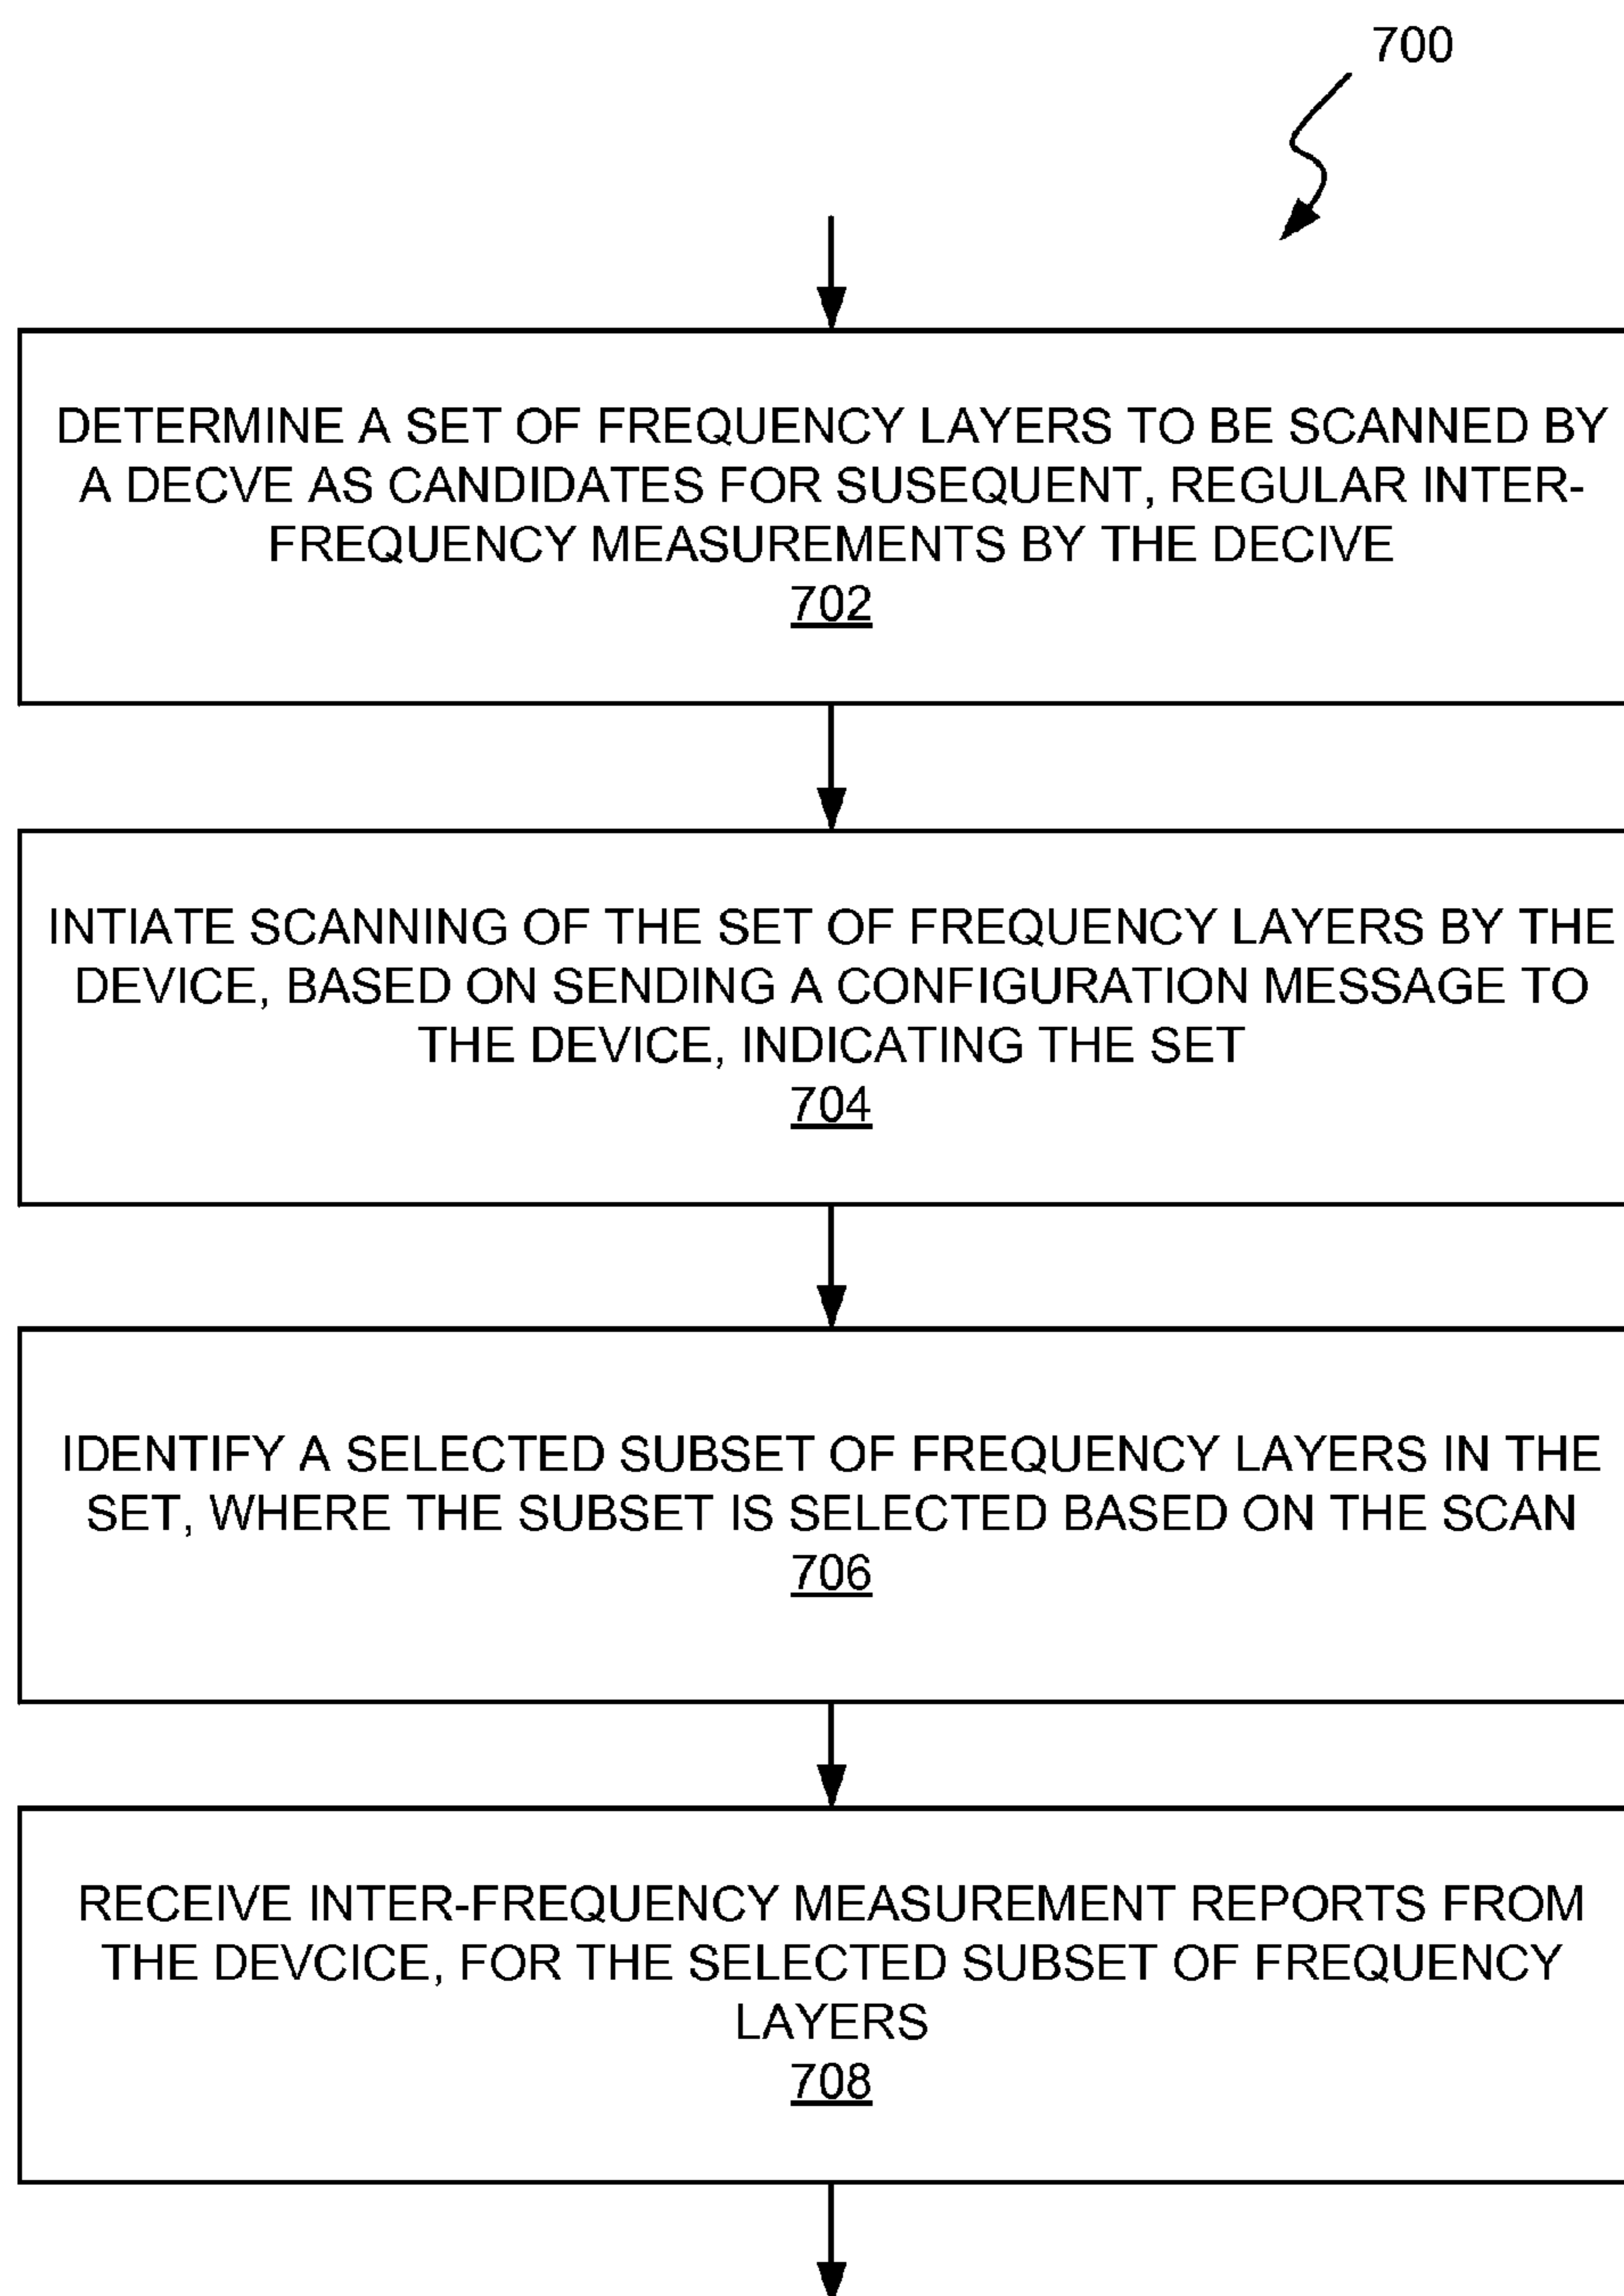 700
DETERMINE A SET OF FREQUENCY LAYERS TO BE SCANNED BY
A DECVE AS CANDIDATES FOR SUSEQUENT, REGULAR INTER-
FREQUENCY MEASUREMENTS BY THE DECIVE
702
INTIATE SCANNING OF THE SET OF FREQUENCY LAYERS BY THE
DEVICE, BASED ON SENDING A CONFIGURATION MESSAGE TO
THE DEVICE, INDICATING THE SET
704
IDENTIFY A SELECTED SUBSET OF FREQUENCY LAYERS IN THE
SET, WHERE THE SUBSET IS SELECTED BASED ON THE SCAN
706
RECEIVE INTER-FREQUENCY MEASUREMENT REPORTS FROM
THE DEVCICE, FOR THE SELECTED SUBSET OF FREQUENCY
LAYERS
708